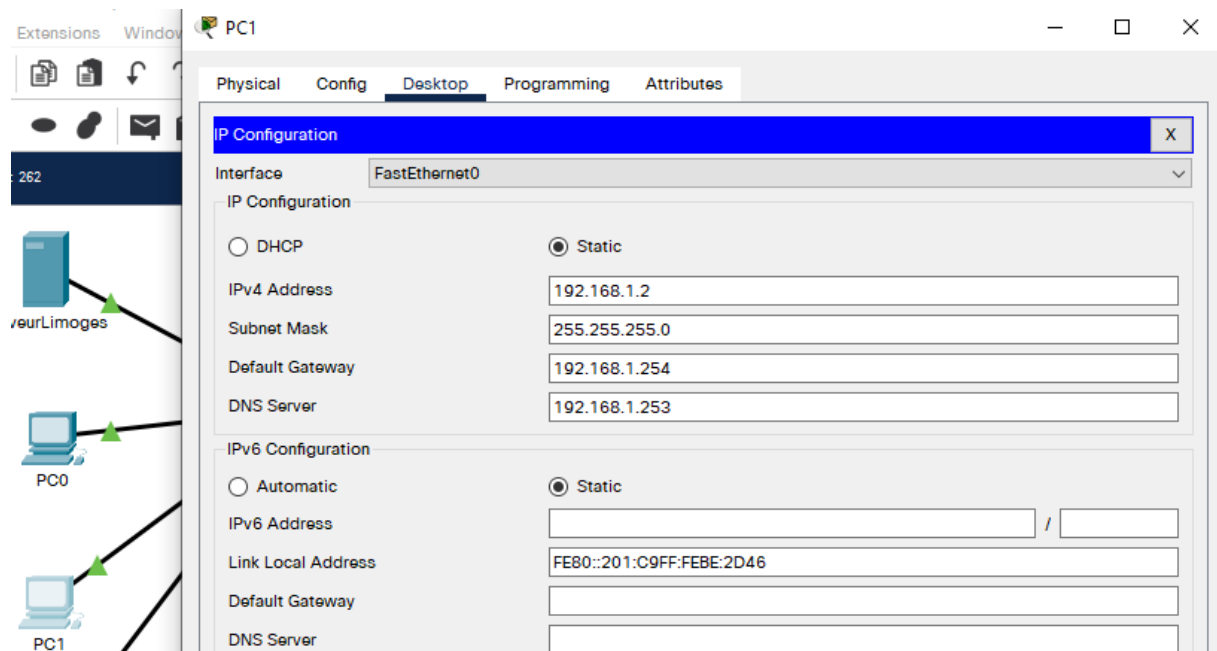 Extensions Window
PC1
Physical Config Desktop Programming Attributes
IP Configuration X
: 262
Interface FastEthernet0
IP Configuration
DHCP Static
IPv4 Address 192.168.1.2
Subnet Mask 255.255.255.0
Default Gateway 192.168.1.254
DNS Server 192.168.1.253
IPv6 Configuration
Automatic Static
IPv6 Address /
Link Local Address FE80::201:C9FF:FEBE:2D46
Default Gateway
DNS Server
veurLimoges
PC0
PC1